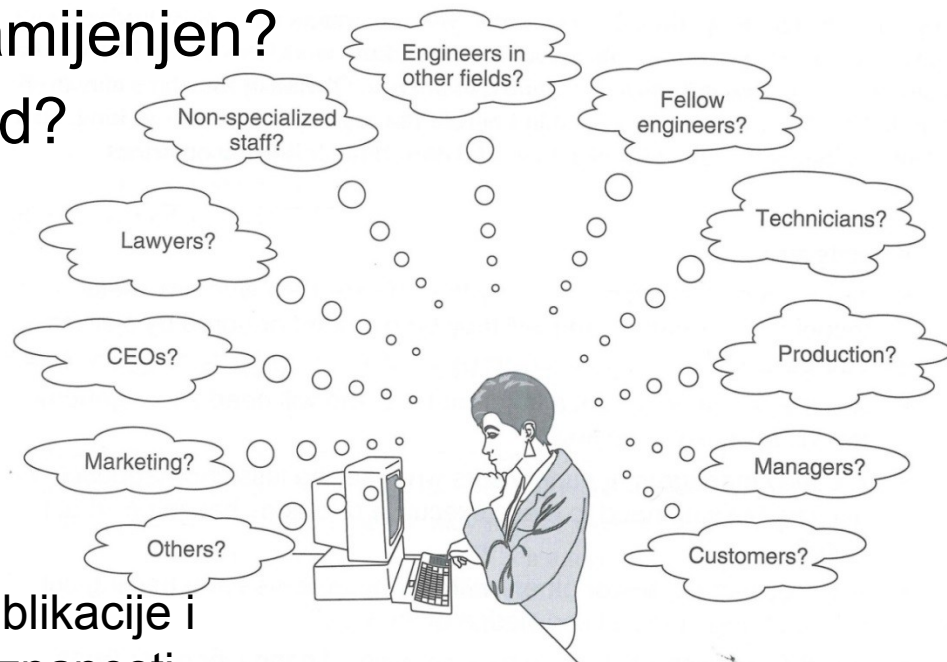 amijenjen?
d?
Engineers in
other fields?
Non-specialized
staff?
Fellow
engineers?
Lawyers?
Technicians?
CEOs?
Production?
Marketing?
Managers?
Others?
Customers?
blikacije i